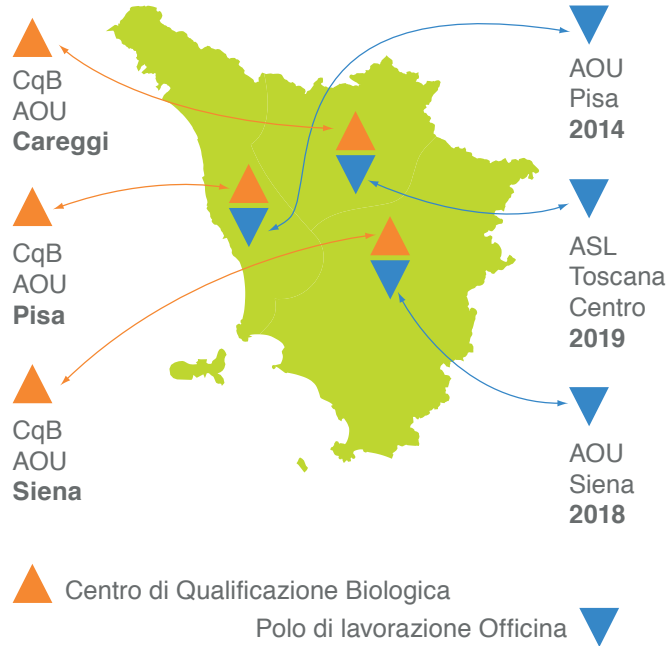 CqB
AOU
Careggi
CqB
AOU
Pisa
CqB
AOU
Siena
AOU
Pisa
2014
ASL
Toscana
Centro
2019
AOU
Siena
2018
Centro di Qualificazione Biologica
Polo di lavorazione Officina